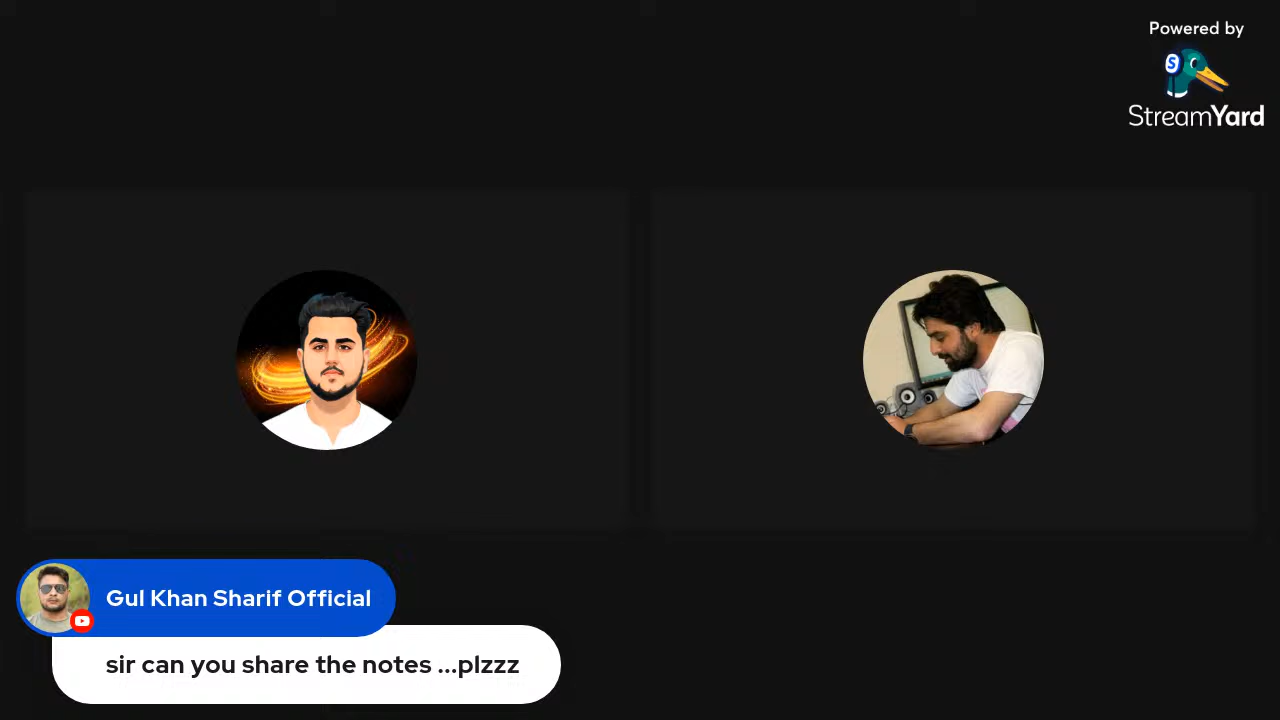 Powered by
StreamYard
Gul Khan Sharif Official
sir can you share the notes ...plzzz